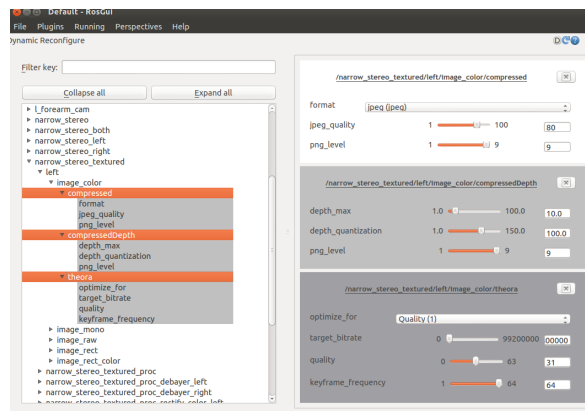 Default - RosGui
File Plugins Running Perspectives Help
Dynamic Reconfigure
D
Filter key:
Collapse all Expand all
l_forearm_cam
narrow_stereo
narrow_stereo_both
narrow_stereo_left
narrow_stereo_right
narrow_stereo_textured
left
image_color
compressed
format
jpeg_quality
png_level
compressedDepth
depth_max
depth_quantization
png_level
theora
optimize_for
target_bitrate
quality
keyframe_frequency
image_mono
image_raw
image_rect
image_rect_color
narrow_stereo_textured_proc
narrow_stereo_textured_proc_debayer_left
narrow_stereo_textured_proc_debayer_right
narrow_stereo_textured_proc_rectify_color_left
/narrow_stereo_textured/left/image_color/compressed
format jpeg (jpeg)
jpeg_quality 1 100 80
png_level 1 9 9
/narrow_stereo_textured/left/image_color/compressedDepth
depth_max 1.0 100.0 10.0
depth_quantization 1.0 150.0 100.0
png_level 1 9 9
/narrow_stereo_textured/left/image_color/theora
optimize_for Quality (1)
target_bitrate 0 99200000 00000
quality 0 63 31
keyframe_frequency 1 64 64